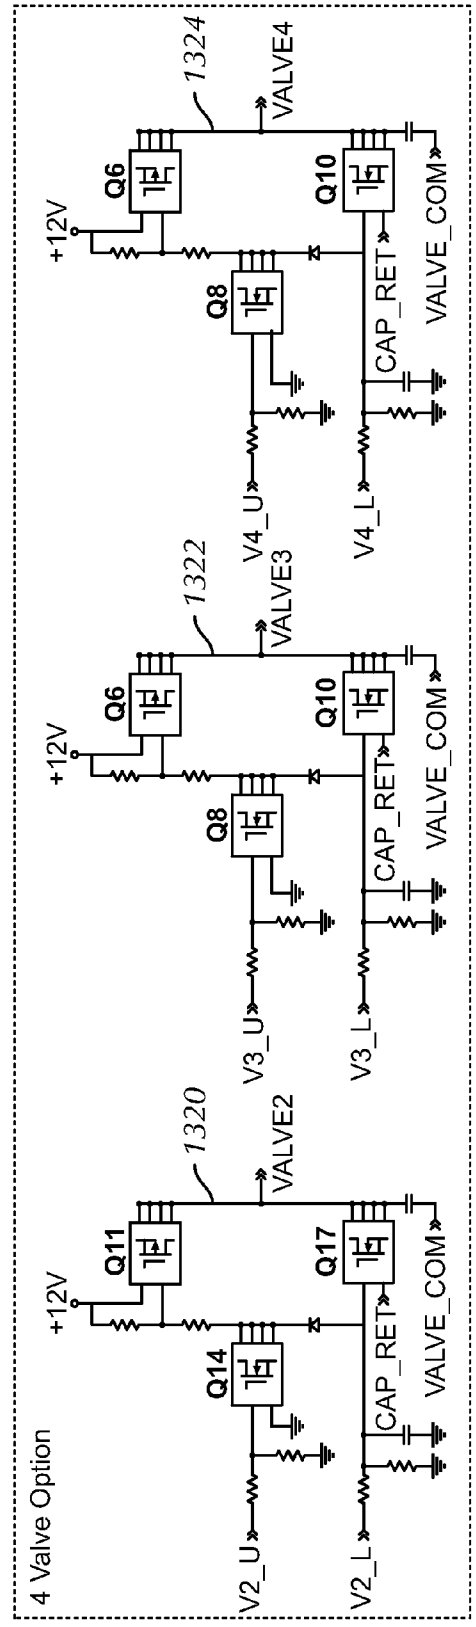 4 Valve Option
+12V
Q11
1320
Q14
VALVE2
V2_U
Q17
CAP_RET
V2_L
VALVE_COM
+12V
Q6
1322
Q8
VALVE3
V3_U
Q10
CAP_RET
V3_L
VALVE_COM
+12V
Q6
1324
Q8
VALVE4
V4_U
Q10
CAP_RET
V4_L
VALVE_COM